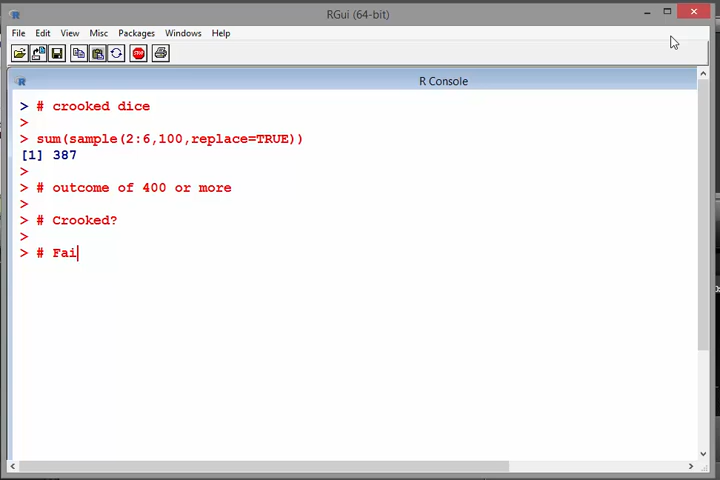 RGui (64-bit)
File Edit View Misc Packages Windows Help
STOP
R Console
> # crooked dice
>
> sum(sample(2:6,100,replace=TRUE))
[1] 387
>
> # outcome of 400 or more
>
> # Crooked?
>
> # Fai